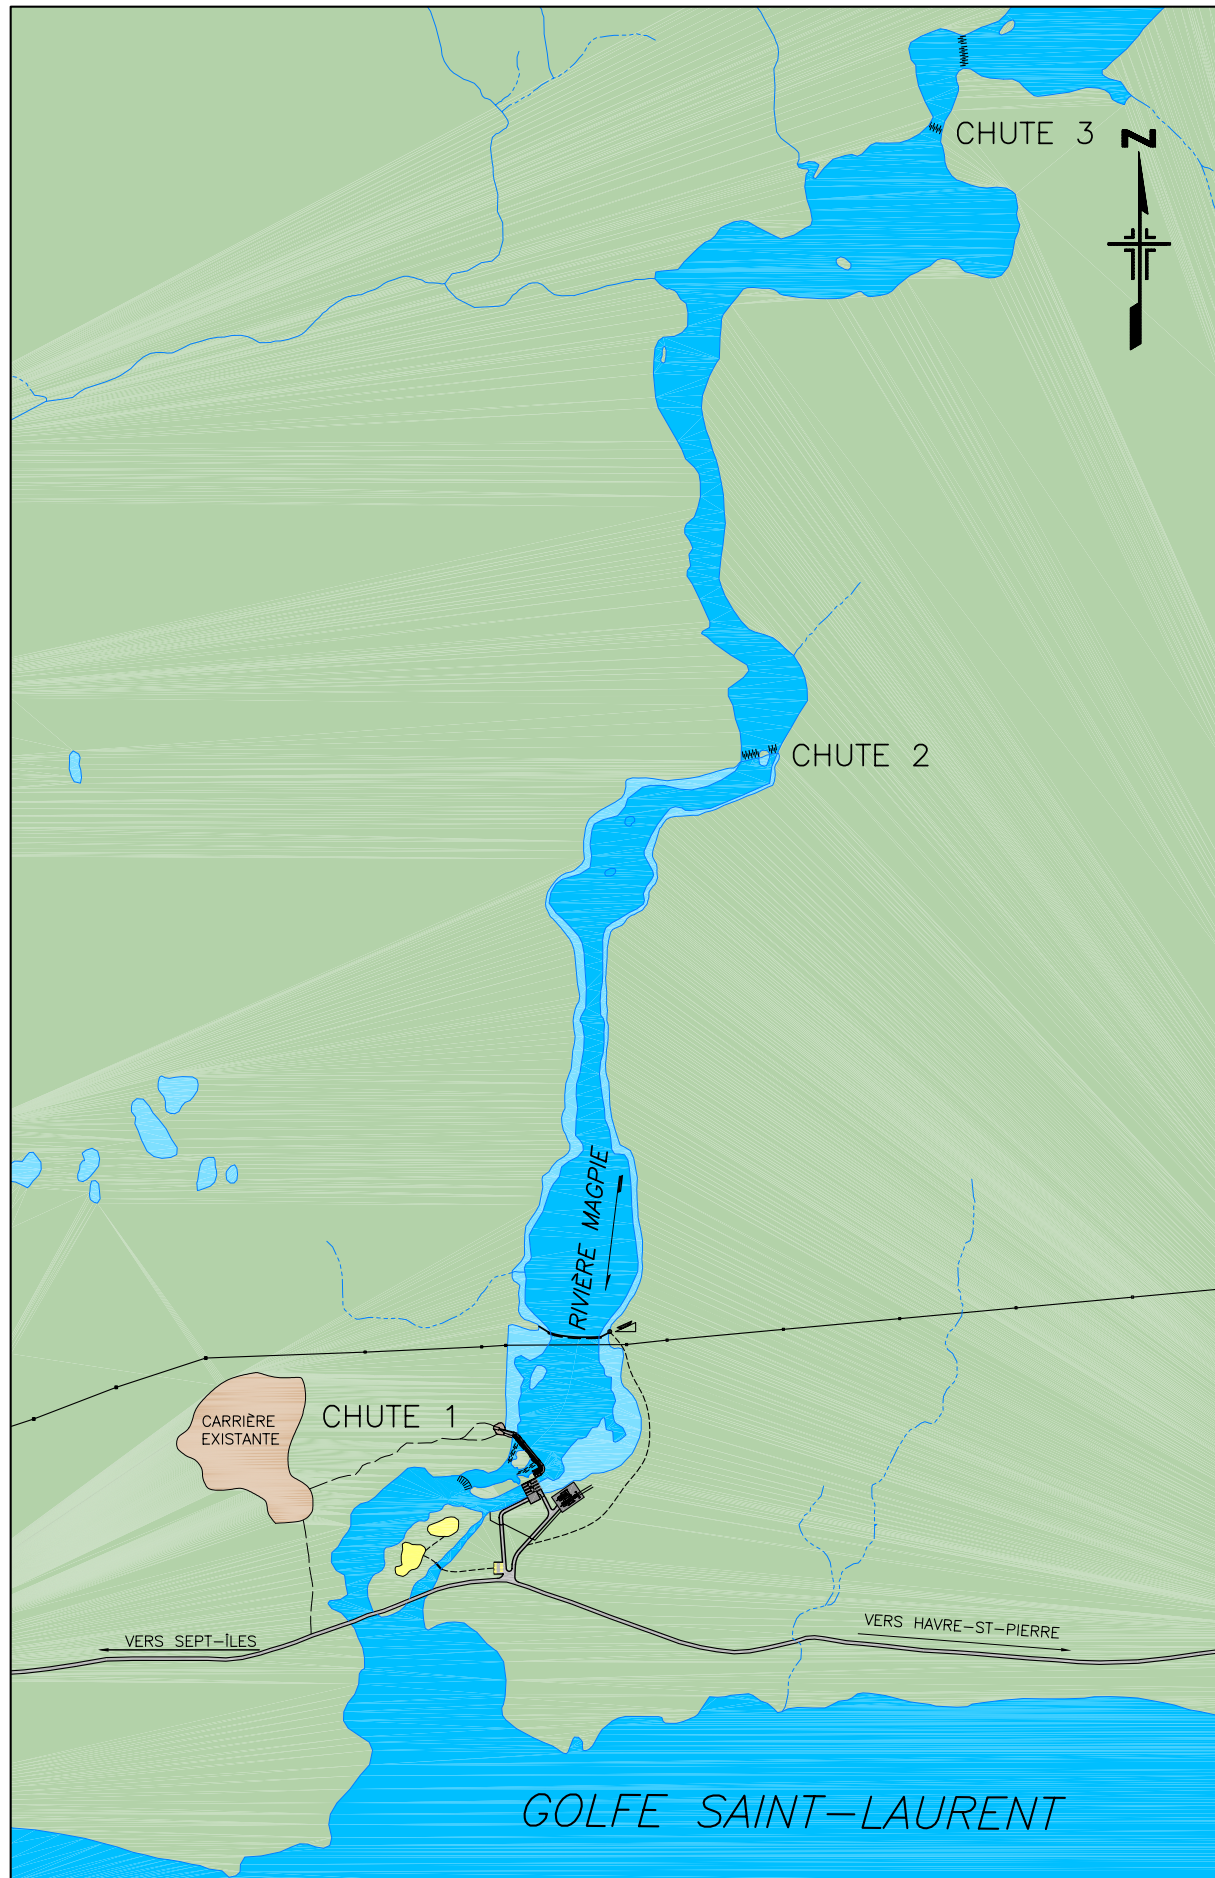 CHUTE 3
N
CHUTE 2
RIVIÈRE MAGPIE
CARRIÈRE
EXISTANTE
CHUTE 1
VERS SEPT-ÎLES
VERS HAVRE-ST-PIERRE
GOLFE SAINT-LAURENT